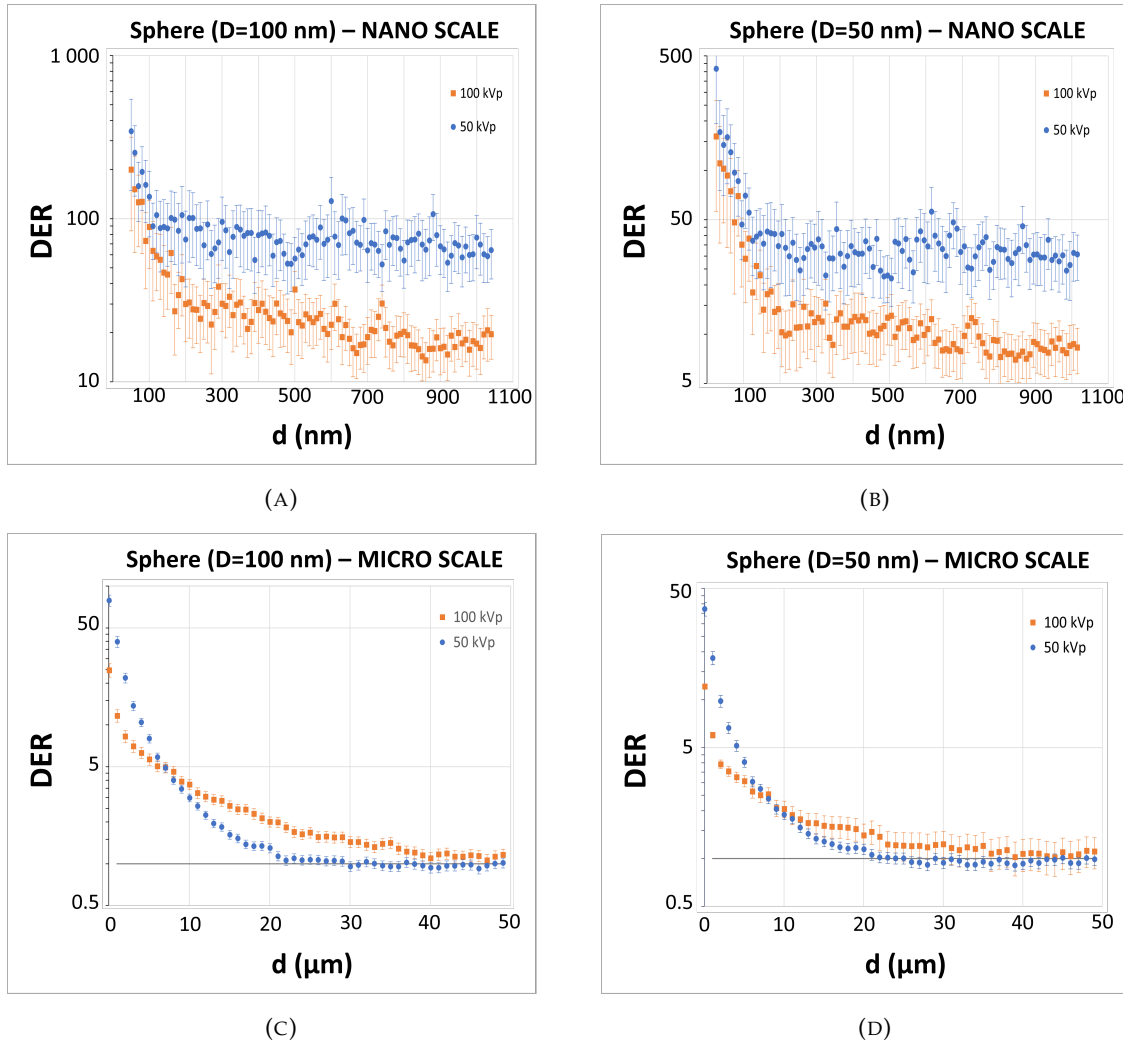 Sphere (D=100 nm) – NANO SCALE
1 000
100
10
DER
100 kVp
50 kVp
100 300 500 700 900 1100
d (nm)
(A)
Sphere (D=50 nm) – NANO SCALE
500
50
5
DER
100 kVp
50 kVp
100 300 500 700 900 1100
d (nm)
(B)
Sphere (D=100 nm) – MICRO SCALE
50
5
0.5
DER
100 kVp
50 kVp
0 10 20 30 40 50
d (μm)
(C)
Sphere (D=50 nm) – MICRO SCALE
50
5
0.5
DER
100 kVp
50 kVp
0 10 20 30 40 50
d (μm)
(D)